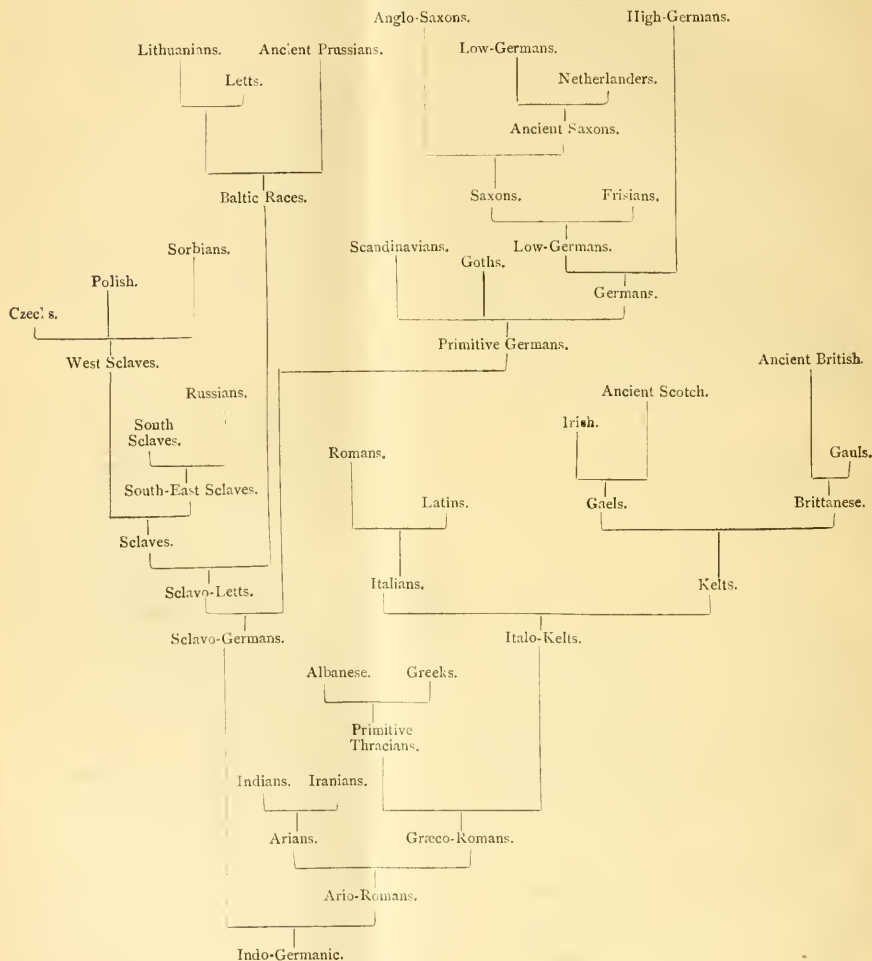 Anglo-Saxons.
High-Germans.
Lithuanians.
Ancient Prussians.
Low-Germans.
Letts.
Netherlanders.
Ancient Saxons.
Baltic Races.
Saxons.
Frisians.
Sorbians.
Scandinavians.
Low-Germans.
Goths.
Polish.
Germans.
Czechs.
Primitive Germans.
West Sclaves.
Ancient British.
Russians.
Ancient Scotch.
South
Sclaves.
Irish.
Romans.
Gauls.
South-East Sclaves.
Latins.
Gaels.
Brittanese.
Sclaves.
Sclavo-Letts.
Italians.
Kelts.
Sclavo-Germans.
Italo-Kelts.
Albanese.
Greeks.
Primitive
Thracians.
Indians.
Iranians.
Arians.
Græco-Romans.
Ario-Romans.
Indo-Germanic.